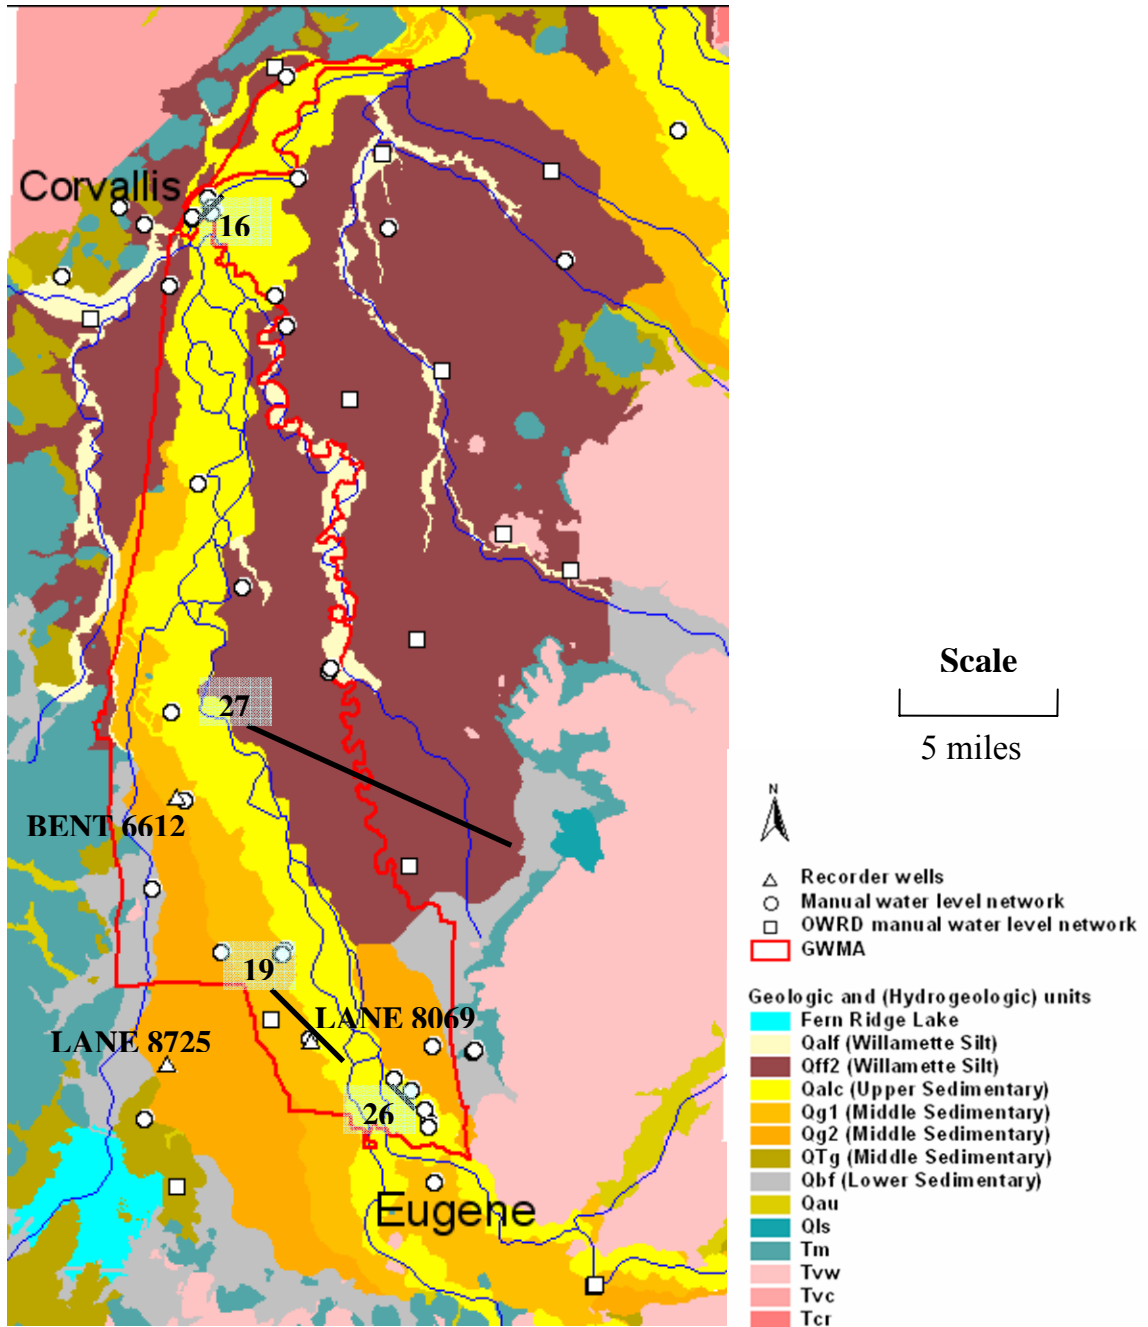 Corvallis
16
27
BENT 6612
19
LANE 8069
LANE 8725
26
Eugene
Scale
5 miles
N
Recorder wells
Manual water level network
OWRD manual water level network
GWMA
Geologic and (Hydrogeologic) units
Fern Ridge Lake
Qalf (Willamette Silt)
Qff2 (Willamette Silt)
Qalc (Upper Sedimentary)
Qg1 (Middle Sedimentary)
Qg2 (Middle Sedimentary)
QTg (Middle Sedimentary)
Qbf (Lower Sedimentary)
Qau
Qls
Tm
Tvw
Tvc
Tcr